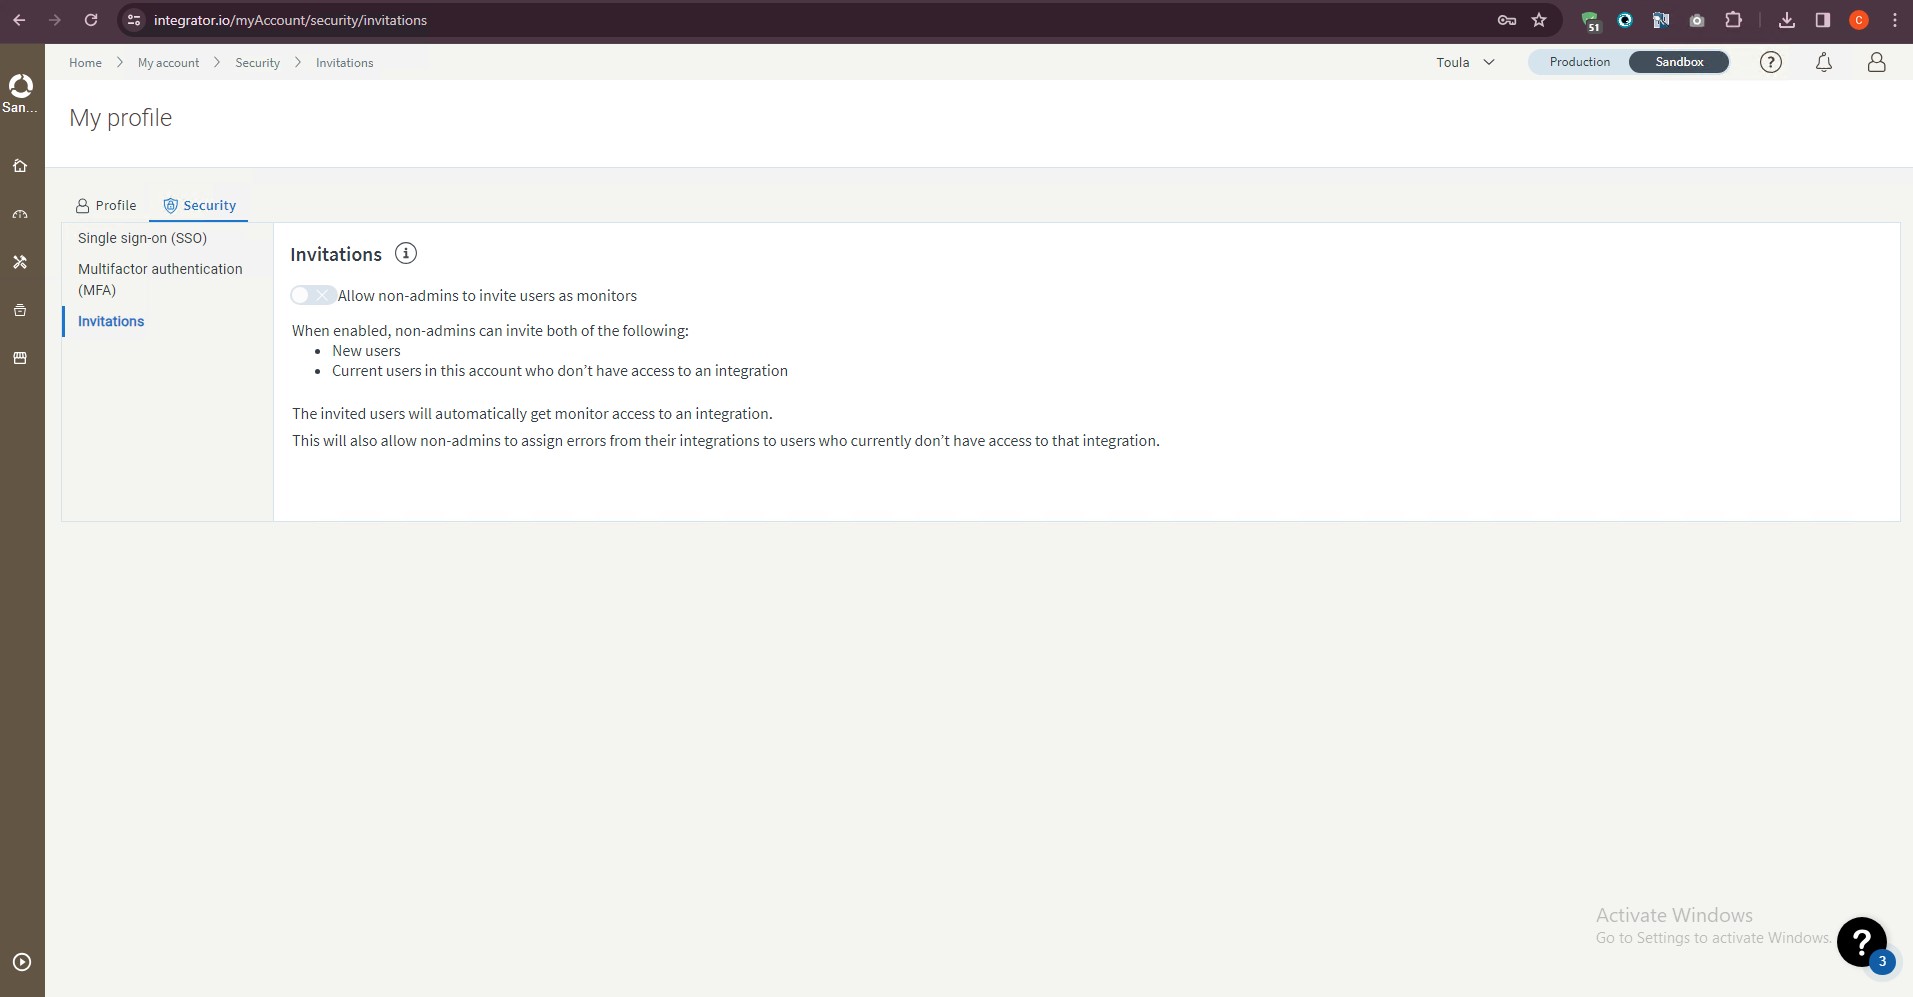 integrator.io/myAccount/security/invitations
51
C
Home > My account > Security > Invitations
Toula
Production
Sandbox
San...
My profile
Profile
Security
Single sign-on (SSO)
Multifactor authentication
(MFA)
Invitations
Invitations
Allow non-admins to invite users as monitors
When enabled, non-admins can invite both of the following:
• New users
• Current users in this account who don’t have access to an integration
The invited users will automatically get monitor access to an integration.
This will also allow non-admins to assign errors from their integrations to users who currently don’t have access to that integration.
Activate Windows
Go to Settings to activate Windows.
?
3